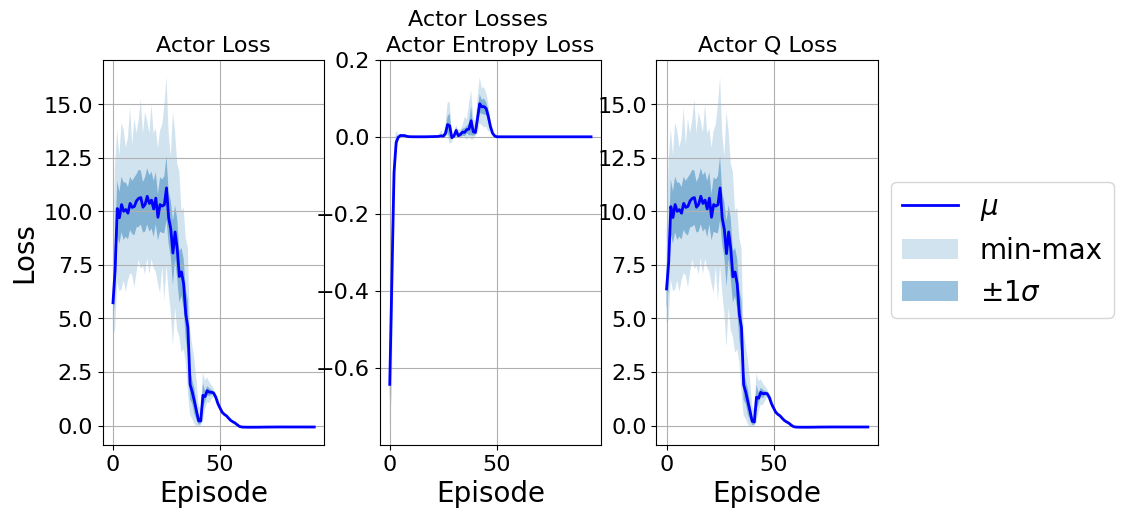 Actor Losses
Actor Loss
Actor Entropy Loss
Actor Q Loss
Loss
15.0
12.5
10.0
7.5
5.0
2.5
0.0
0
50
Episode
0.2
0.0
−0.2
−0.4
−0.6
0
50
Episode
15.0
12.5
10.0
7.5
5.0
2.5
0.0
0
50
Episode
μ
min-max
±1σ